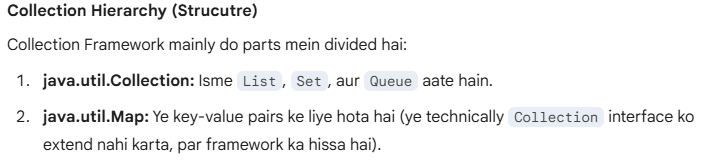 Collection Hierarchy (Strucutre)
Collection Framework mainly do parts mein divided hai:
1. java.util.Collection: Isme List, Set, aur Queue aate hain.
2. java.util.Map: Ye key-value pairs ke liye hota hai (ye technically Collection interface ko
extend nahi karta, par framework ka hissa hai).